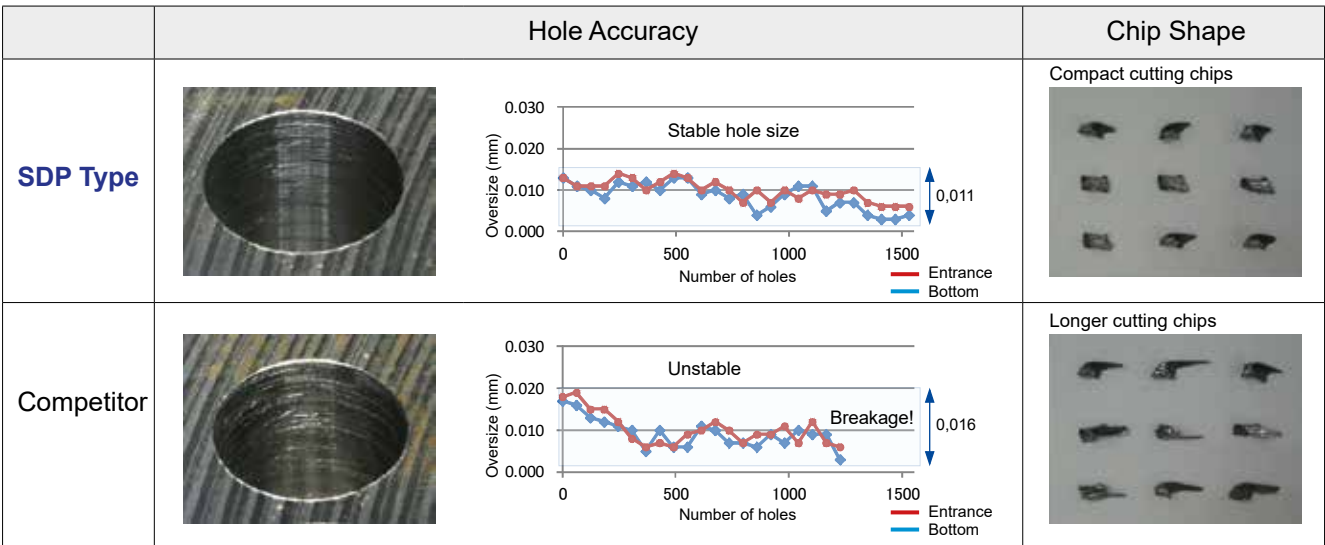 Hole Accuracy
Chip Shape
SDP Type
0.030
0.020
0.010
0.000
Oversize (mm)
Stable hole size
0,011
0
500
1000
1500
Number of holes
Entrance
Bottom
Compact cutting chips
Competitor
0.030
0.020
0.010
0.000
Oversize (mm)
Unstable
Breakage!
0,016
0
500
1000
1500
Number of holes
Entrance
Bottom
Longer cutting chips